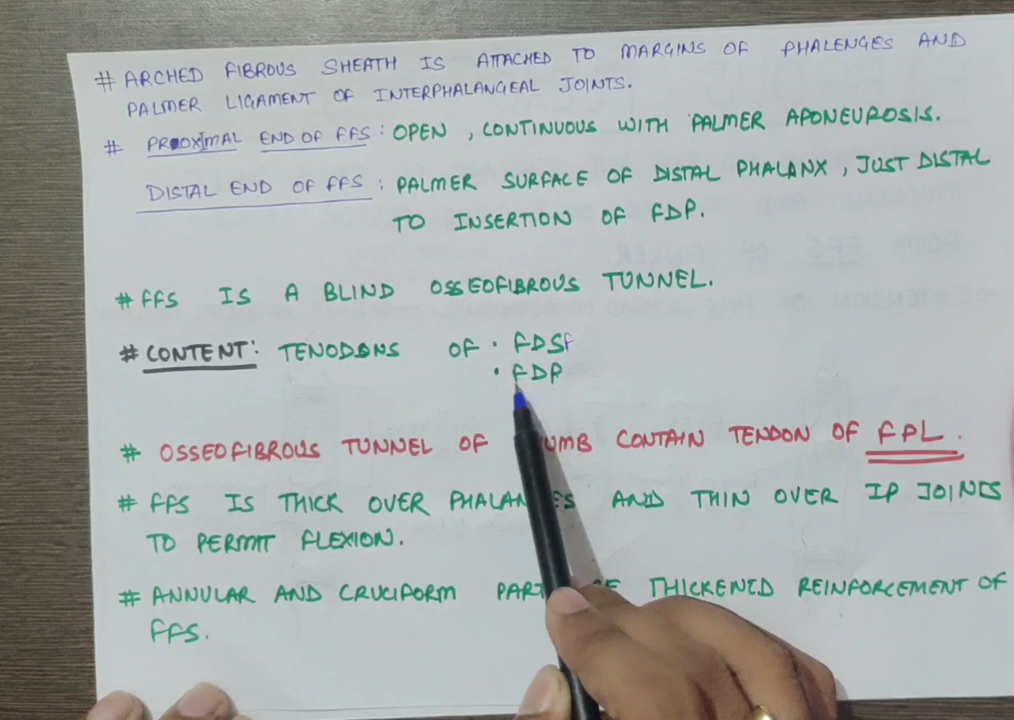 # ARCHED FIBROUS SHEATH IS ATTACHED TO MARGINS OF PHALENGES AND
PALMER LIGAMENT OF INTERPHALANGEAL JOINTS.
# PROXIMAL END OF FFS : OPEN , CONTINUOUS WITH PALMER APONEUROSIS.
DISTAL END OF FFS : PALMER SURFACE OF DISTAL PHALANX , JUST DISTAL
TO INSERTION OF FDP.
# FFS IS A BLIND OSSEOFIBROUS TUNNEL.
# CONTENT: TENODONS OF • FDS
• FDP
# OSSEOFIBROUS TUNNEL OF UMB CONTAIN TENDON OF FPL .
# FFS IS THICK OVER PHALAN ES AND THIN OVER IP JOINTS
TO PERMIT FLEXION.
# ANNULAR AND CRUCIFORM PAR THICKENED REINFORCEMENT OF
FFS.